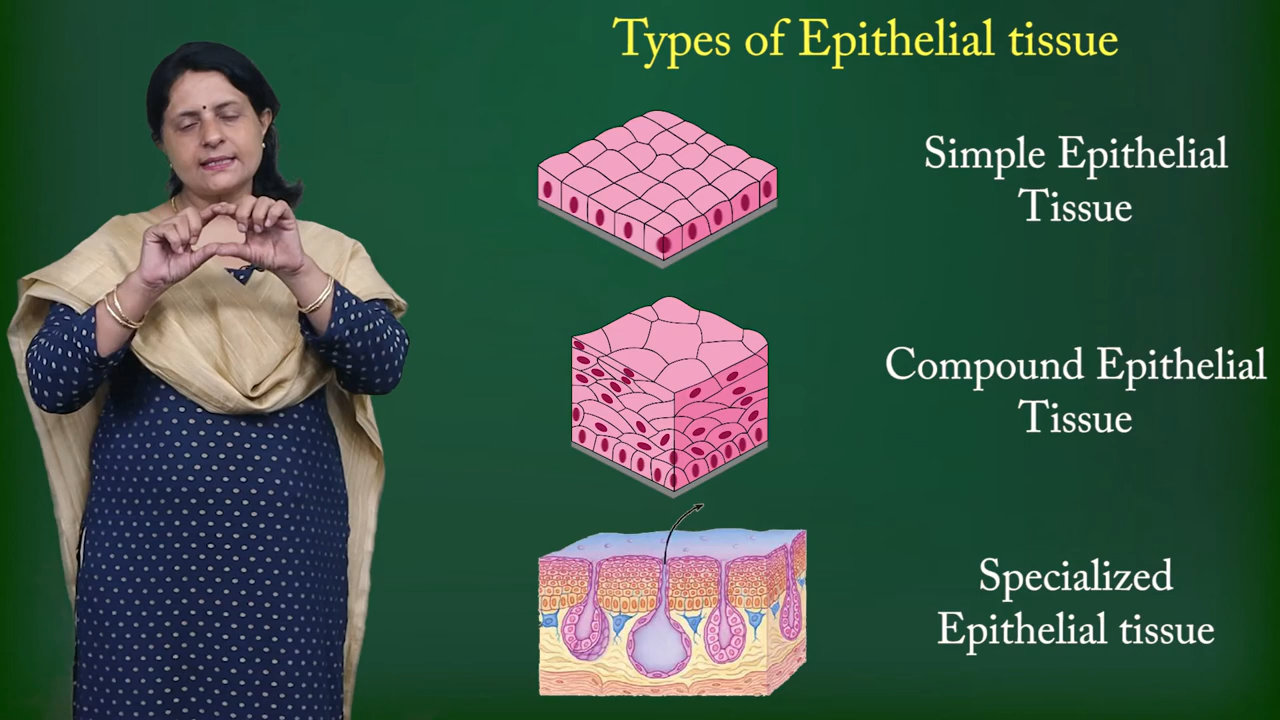 Types of Epithelial tissue
Simple Epithelial
Tissue
Compound Epithelial
Tissue
Specialized
Epithelial tissue